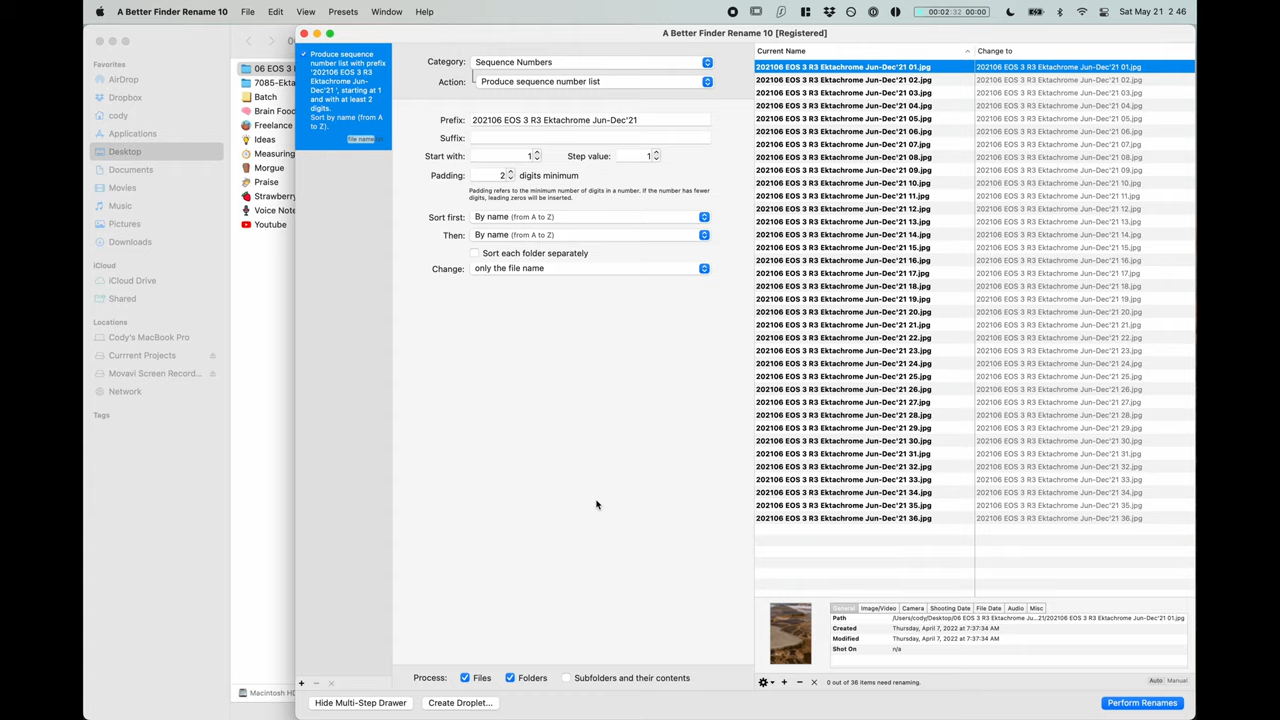 A Better Finder Rename 10 File Edit View Presets Window Help
00:02:32 00:00
Sat May 21 2 46
A Better Finder Rename 10 [Registered]
Favorites
AirDrop
Dropbox
cody
Applications
Desktop
Documents
Movies
Music
Pictures
Downloads
iCloud
iCloud Drive
Shared
Locations
Cody's MacBook Pro
Currrent Projects
Movavi Screen Record...
Network
Tags
06 EOS 3
7085-Ekta
Batch
Brain Food
Freelance
Ideas
Measuring
Morgue
Praise
Strawberry
Voice Note
Youtube
Macintosh HD
Produce sequence
number list with prefix
'202106 EOS 3 R3
Ektachrome Jun-
Dec'21 ', starting at 1
and with at least 2
digits.
Sort by name (from A
to Z).
file name
Category: Sequence Numbers
Action: Produce sequence number list
Prefix: 202106 EOS 3 R3 Ektachrome Jun-Dec'21
Suffix:
Start with: 1 Step value: 1
Padding: 2 digits minimum
Padding refers to the minimum number of digits in a number. If the number has fewer
digits, leading zeros will be inserted.
Sort first: By name (from A to Z)
Then: By name (from A to Z)
Sort each folder separately
Change: only the file name
Process: Files Folders Subfolders and their contents
Hide Multi-Step Drawer Create Droplet...
Current Name Change to
202106 EOS 3 R3 Ektachrome Jun-Dec'21 01.jpg 202106 EOS 3 R3 Ektachrome Jun-Dec'21 01.jpg
202106 EOS 3 R3 Ektachrome Jun-Dec'21 02.jpg 202106 EOS 3 R3 Ektachrome Jun-Dec'21 02.jpg
202106 EOS 3 R3 Ektachrome Jun-Dec'21 03.jpg 202106 EOS 3 R3 Ektachrome Jun-Dec'21 03.jpg
202106 EOS 3 R3 Ektachrome Jun-Dec'21 04.jpg 202106 EOS 3 R3 Ektachrome Jun-Dec'21 04.jpg
202106 EOS 3 R3 Ektachrome Jun-Dec'21 05.jpg 202106 EOS 3 R3 Ektachrome Jun-Dec'21 05.jpg
202106 EOS 3 R3 Ektachrome Jun-Dec'21 06.jpg 202106 EOS 3 R3 Ektachrome Jun-Dec'21 06.jpg
202106 EOS 3 R3 Ektachrome Jun-Dec'21 07.jpg 202106 EOS 3 R3 Ektachrome Jun-Dec'21 07.jpg
202106 EOS 3 R3 Ektachrome Jun-Dec'21 08.jpg 202106 EOS 3 R3 Ektachrome Jun-Dec'21 08.jpg
202106 EOS 3 R3 Ektachrome Jun-Dec'21 09.jpg 202106 EOS 3 R3 Ektachrome Jun-Dec'21 09.jpg
202106 EOS 3 R3 Ektachrome Jun-Dec'21 10.jpg 202106 EOS 3 R3 Ektachrome Jun-Dec'21 10.jpg
202106 EOS 3 R3 Ektachrome Jun-Dec'21 11.jpg 202106 EOS 3 R3 Ektachrome Jun-Dec'21 11.jpg
202106 EOS 3 R3 Ektachrome Jun-Dec'21 12.jpg 202106 EOS 3 R3 Ektachrome Jun-Dec'21 12.jpg
202106 EOS 3 R3 Ektachrome Jun-Dec'21 13.jpg 202106 EOS 3 R3 Ektachrome Jun-Dec'21 13.jpg
202106 EOS 3 R3 Ektachrome Jun-Dec'21 14.jpg 202106 EOS 3 R3 Ektachrome Jun-Dec'21 14.jpg
202106 EOS 3 R3 Ektachrome Jun-Dec'21 15.jpg 202106 EOS 3 R3 Ektachrome Jun-Dec'21 15.jpg
202106 EOS 3 R3 Ektachrome Jun-Dec'21 16.jpg 202106 EOS 3 R3 Ektachrome Jun-Dec'21 16.jpg
202106 EOS 3 R3 Ektachrome Jun-Dec'21 17.jpg 202106 EOS 3 R3 Ektachrome Jun-Dec'21 17.jpg
202106 EOS 3 R3 Ektachrome Jun-Dec'21 18.jpg 202106 EOS 3 R3 Ektachrome Jun-Dec'21 18.jpg
202106 EOS 3 R3 Ektachrome Jun-Dec'21 19.jpg 202106 EOS 3 R3 Ektachrome Jun-Dec'21 19.jpg
202106 EOS 3 R3 Ektachrome Jun-Dec'21 20.jpg 202106 EOS 3 R3 Ektachrome Jun-Dec'21 20.jpg
202106 EOS 3 R3 Ektachrome Jun-Dec'21 21.jpg 202106 EOS 3 R3 Ektachrome Jun-Dec'21 21.jpg
202106 EOS 3 R3 Ektachrome Jun-Dec'21 22.jpg 202106 EOS 3 R3 Ektachrome Jun-Dec'21 22.jpg
202106 EOS 3 R3 Ektachrome Jun-Dec'21 23.jpg 202106 EOS 3 R3 Ektachrome Jun-Dec'21 23.jpg
202106 EOS 3 R3 Ektachrome Jun-Dec'21 24.jpg 202106 EOS 3 R3 Ektachrome Jun-Dec'21 24.jpg
202106 EOS 3 R3 Ektachrome Jun-Dec'21 25.jpg 202106 EOS 3 R3 Ektachrome Jun-Dec'21 25.jpg
202106 EOS 3 R3 Ektachrome Jun-Dec'21 26.jpg 202106 EOS 3 R3 Ektachrome Jun-Dec'21 26.jpg
202106 EOS 3 R3 Ektachrome Jun-Dec'21 27.jpg 202106 EOS 3 R3 Ektachrome Jun-Dec'21 27.jpg
202106 EOS 3 R3 Ektachrome Jun-Dec'21 28.jpg 202106 EOS 3 R3 Ektachrome Jun-Dec'21 28.jpg
202106 EOS 3 R3 Ektachrome Jun-Dec'21 29.jpg 202106 EOS 3 R3 Ektachrome Jun-Dec'21 29.jpg
202106 EOS 3 R3 Ektachrome Jun-Dec'21 30.jpg 202106 EOS 3 R3 Ektachrome Jun-Dec'21 30.jpg
202106 EOS 3 R3 Ektachrome Jun-Dec'21 31.jpg 202106 EOS 3 R3 Ektachrome Jun-Dec'21 31.jpg
202106 EOS 3 R3 Ektachrome Jun-Dec'21 32.jpg 202106 EOS 3 R3 Ektachrome Jun-Dec'21 32.jpg
202106 EOS 3 R3 Ektachrome Jun-Dec'21 33.jpg 202106 EOS 3 R3 Ektachrome Jun-Dec'21 33.jpg
202106 EOS 3 R3 Ektachrome Jun-Dec'21 34.jpg 202106 EOS 3 R3 Ektachrome Jun-Dec'21 34.jpg
202106 EOS 3 R3 Ektachrome Jun-Dec'21 35.jpg 202106 EOS 3 R3 Ektachrome Jun-Dec'21 35.jpg
202106 EOS 3 R3 Ektachrome Jun-Dec'21 36.jpg 202106 EOS 3 R3 Ektachrome Jun-Dec'21 36.jpg
General Image/Video Camera Shooting Date File Date Audio Misc
Path /Users/cody/Desktop/06 EOS 3 R3 Ektachrome Ju...21/202106 EOS 3 R3 Ektachrome Jun-Dec'21 01.jpg
Created Thursday, April 7, 2022 at 7:37:34 AM
Modified Thursday, April 7, 2022 at 7:37:34 AM
Shot On n/a
0 out of 36 items need renaming. Auto Manual
Perform Renames